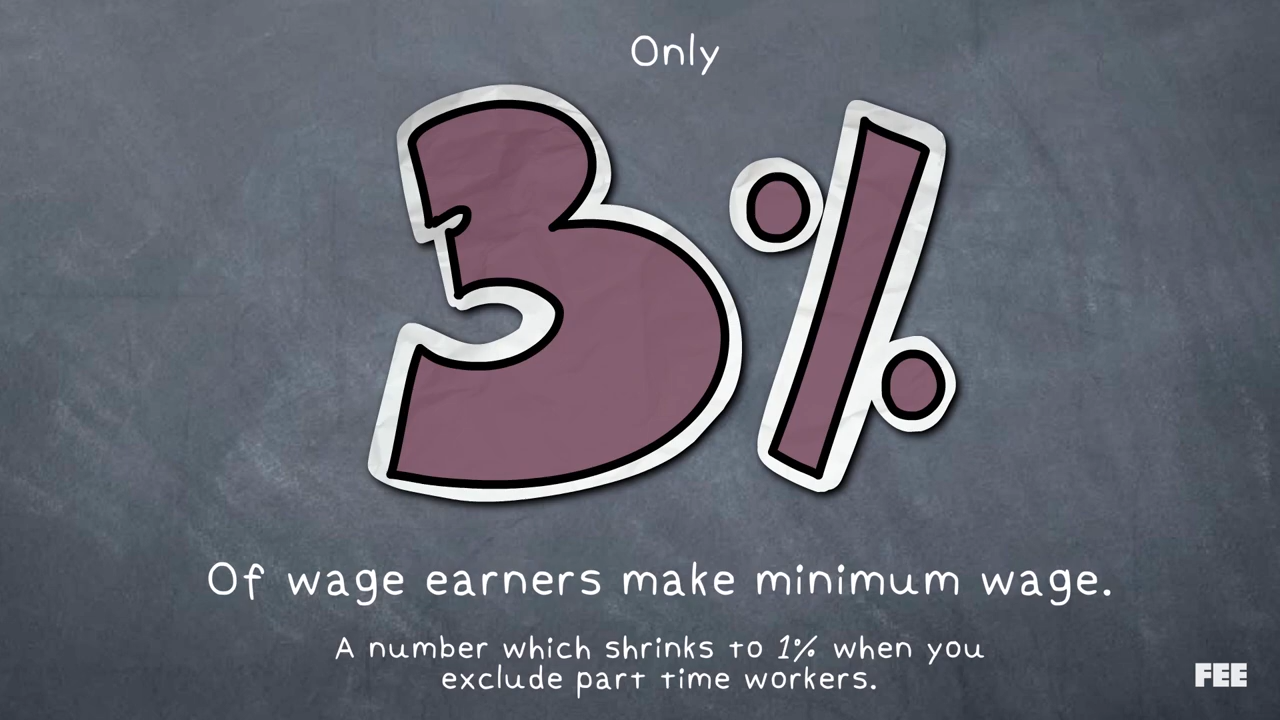 Only
3%
Of wage earners make minimum wage.
A number which shrinks to 1% when you
exclude part time workers.
FEE